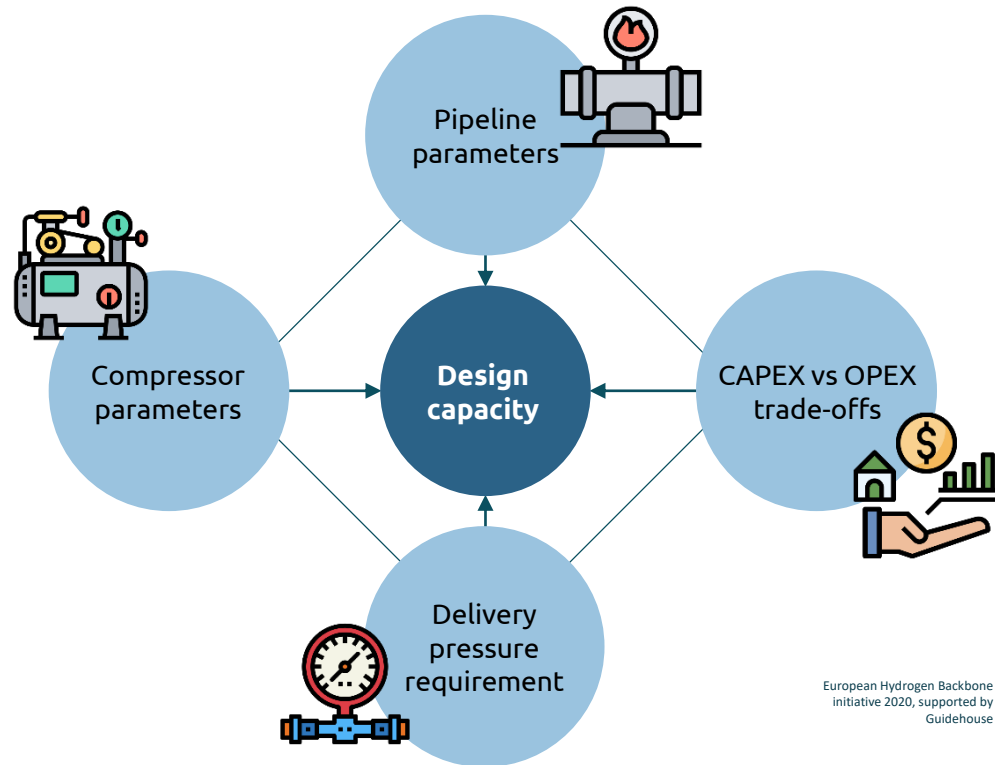 Pipeline
parameters
Compressor
parameters
Design
capacity
CAPEX vs OPEX
trade-offs
$
Delivery
pressure
requirement
European Hydrogen Backbone
initiative 2020, supported by
Guidehouse